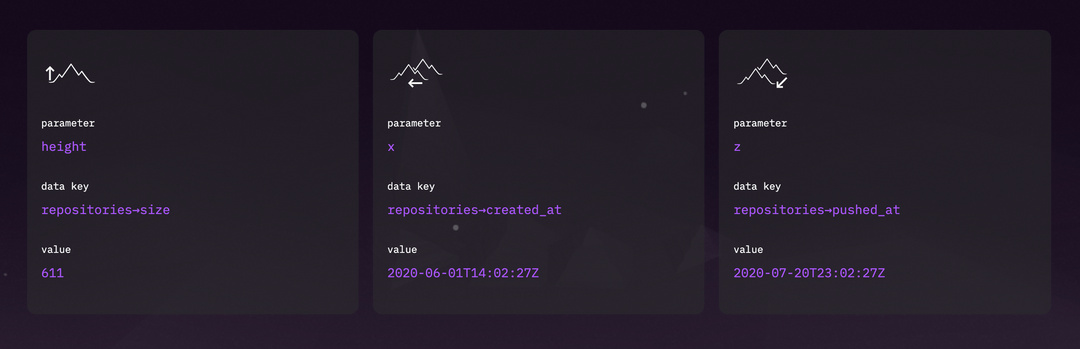 parameter
height
data key
repositories→size
value
611
parameter
x
data key
repositories→created_at
value
2020-06-01T14:02:27Z
parameter
z
data key
repositories→pushed_at
value
2020-07-20T23:02:27Z